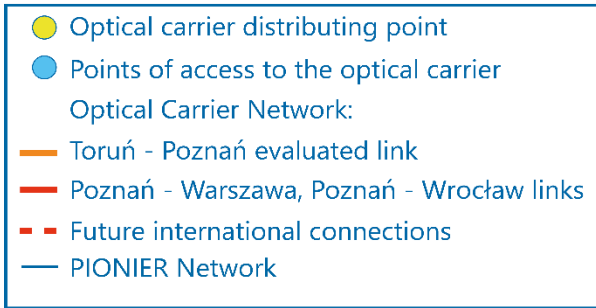 Optical carrier distributing point
Points of access to the optical carrier
Optical Carrier Network:
Toruń - Poznań evaluated link
Poznań - Warszawa, Poznań - Wrocław links
Future international connections
PIONIER Network